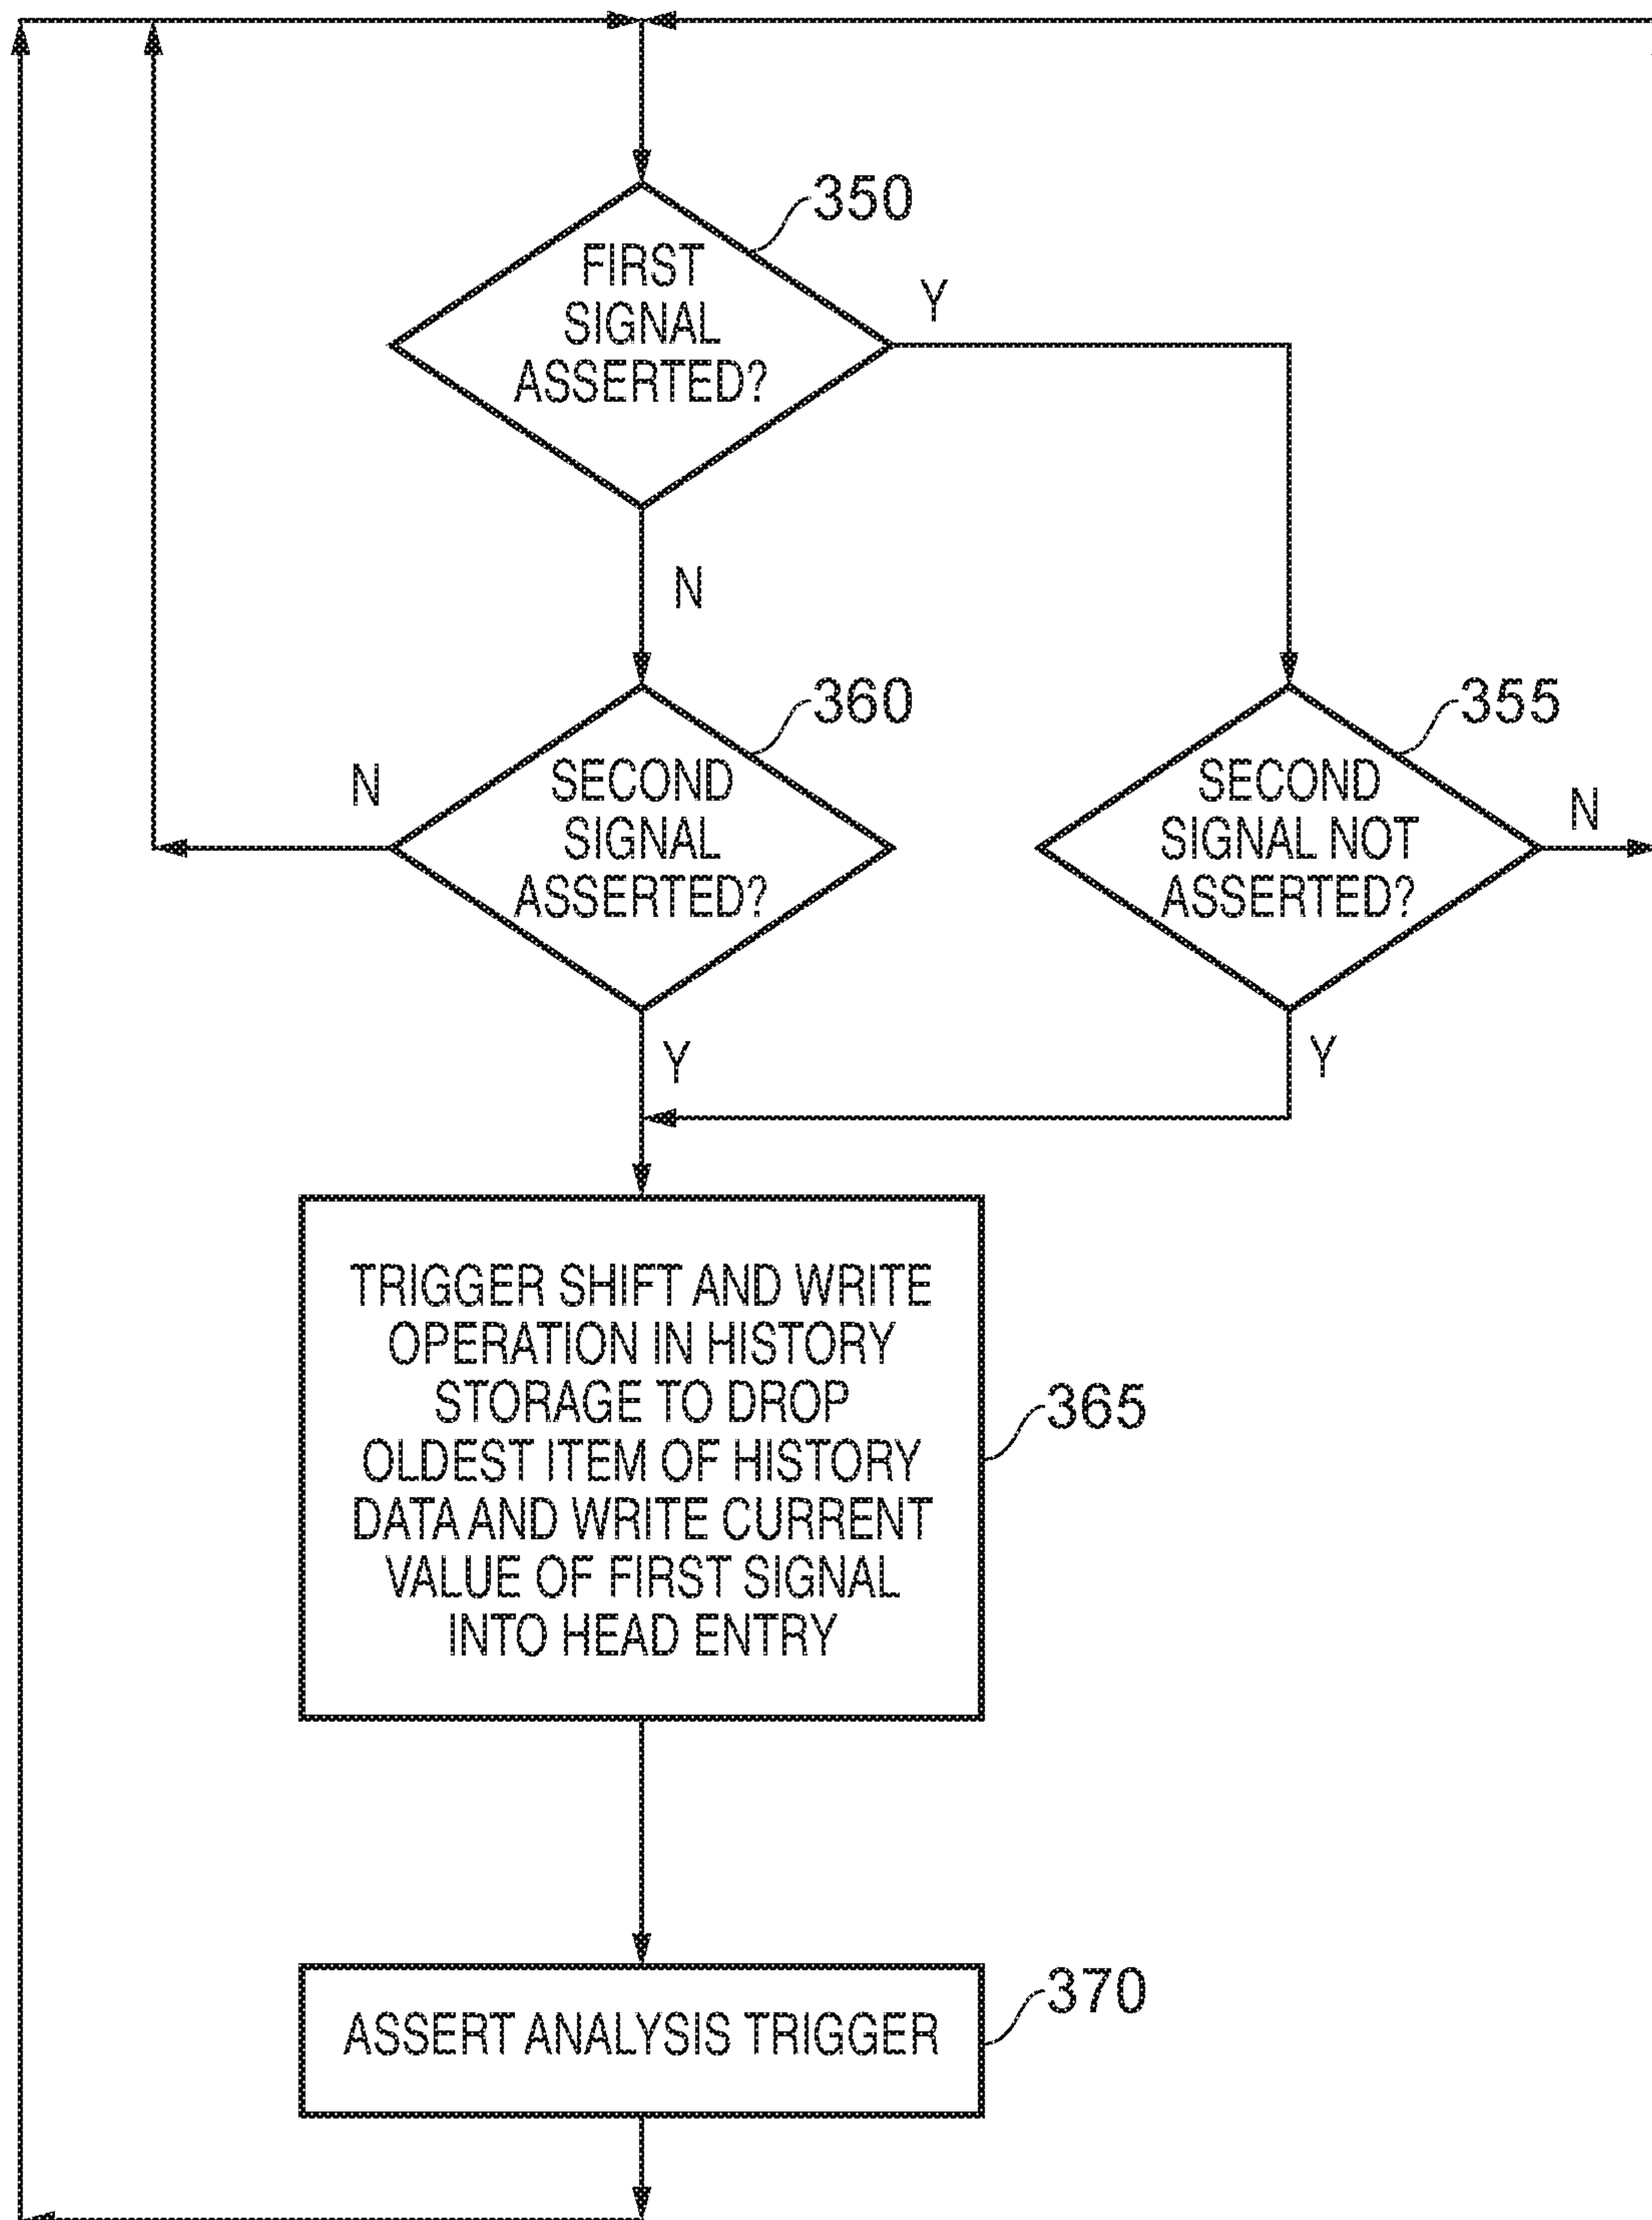 350
FIRST
SIGNAL
ASSERTED?
Y
N
360
SECOND
SIGNAL
ASSERTED?
N
Y
355
SECOND
SIGNAL NOT
ASSERTED?
N
Y
TRIGGER SHIFT AND WRITE
OPERATION IN HISTORY
STORAGE TO DROP
OLDEST ITEM OF HISTORY
DATA AND WRITE CURRENT
VALUE OF FIRST SIGNAL
INTO HEAD ENTRY
365
ASSERT ANALYSIS TRIGGER
370